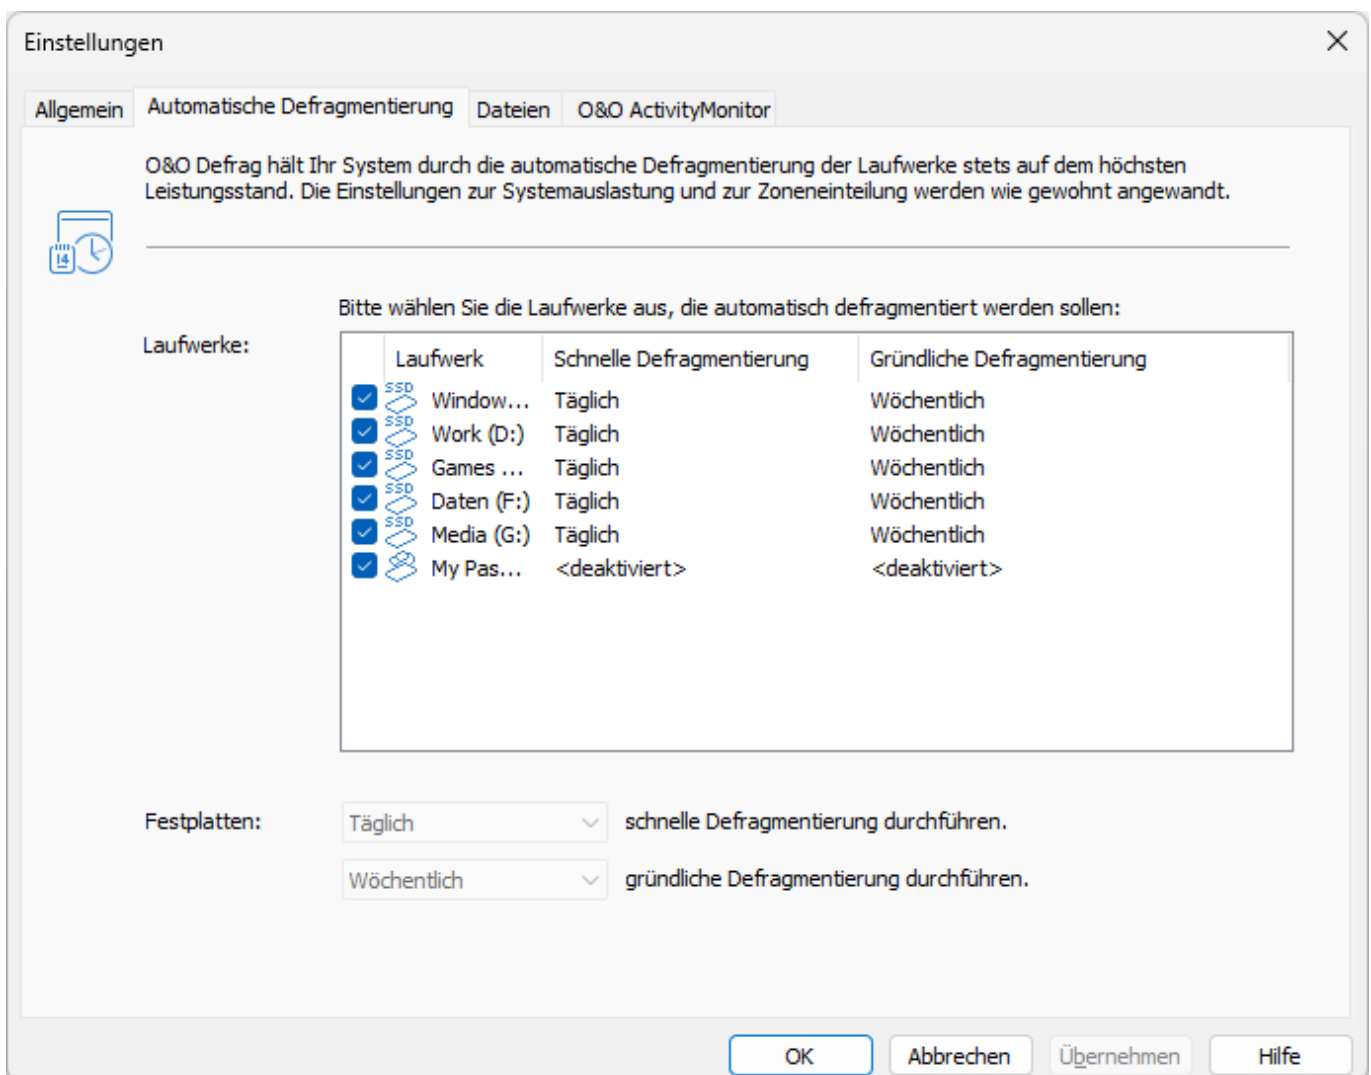 Einstellungen
Allgemein Automatische Defragmentierung Dateien O&O ActivityMonitor
O&O Defrag hält Ihr System durch die automatische Defragmentierung der Laufwerke stets auf dem höchsten
Leistungsstand. Die Einstellungen zur Systemauslastung und zur Zoneneinteilung werden wie gewohnt angewandt.
14
Bitte wählen Sie die Laufwerke aus, die automatisch defragmentiert werden sollen:
Laufwerke:
Laufwerk Schnelle Defragmentierung Gründliche Defragmentierung
SSD Window... Täglich Wöchentlich
SSD Work (D:) Täglich Wöchentlich
SSD Games ... Täglich Wöchentlich
SSD Daten (F:) Täglich Wöchentlich
SSD Media (G:) Täglich Wöchentlich
My Pas... <deaktiviert> <deaktiviert>
Festplatten: Täglich schnelle Defragmentierung durchführen.
Wöchentlich gründliche Defragmentierung durchführen.
OK Abbrechen Übernehmen Hilfe